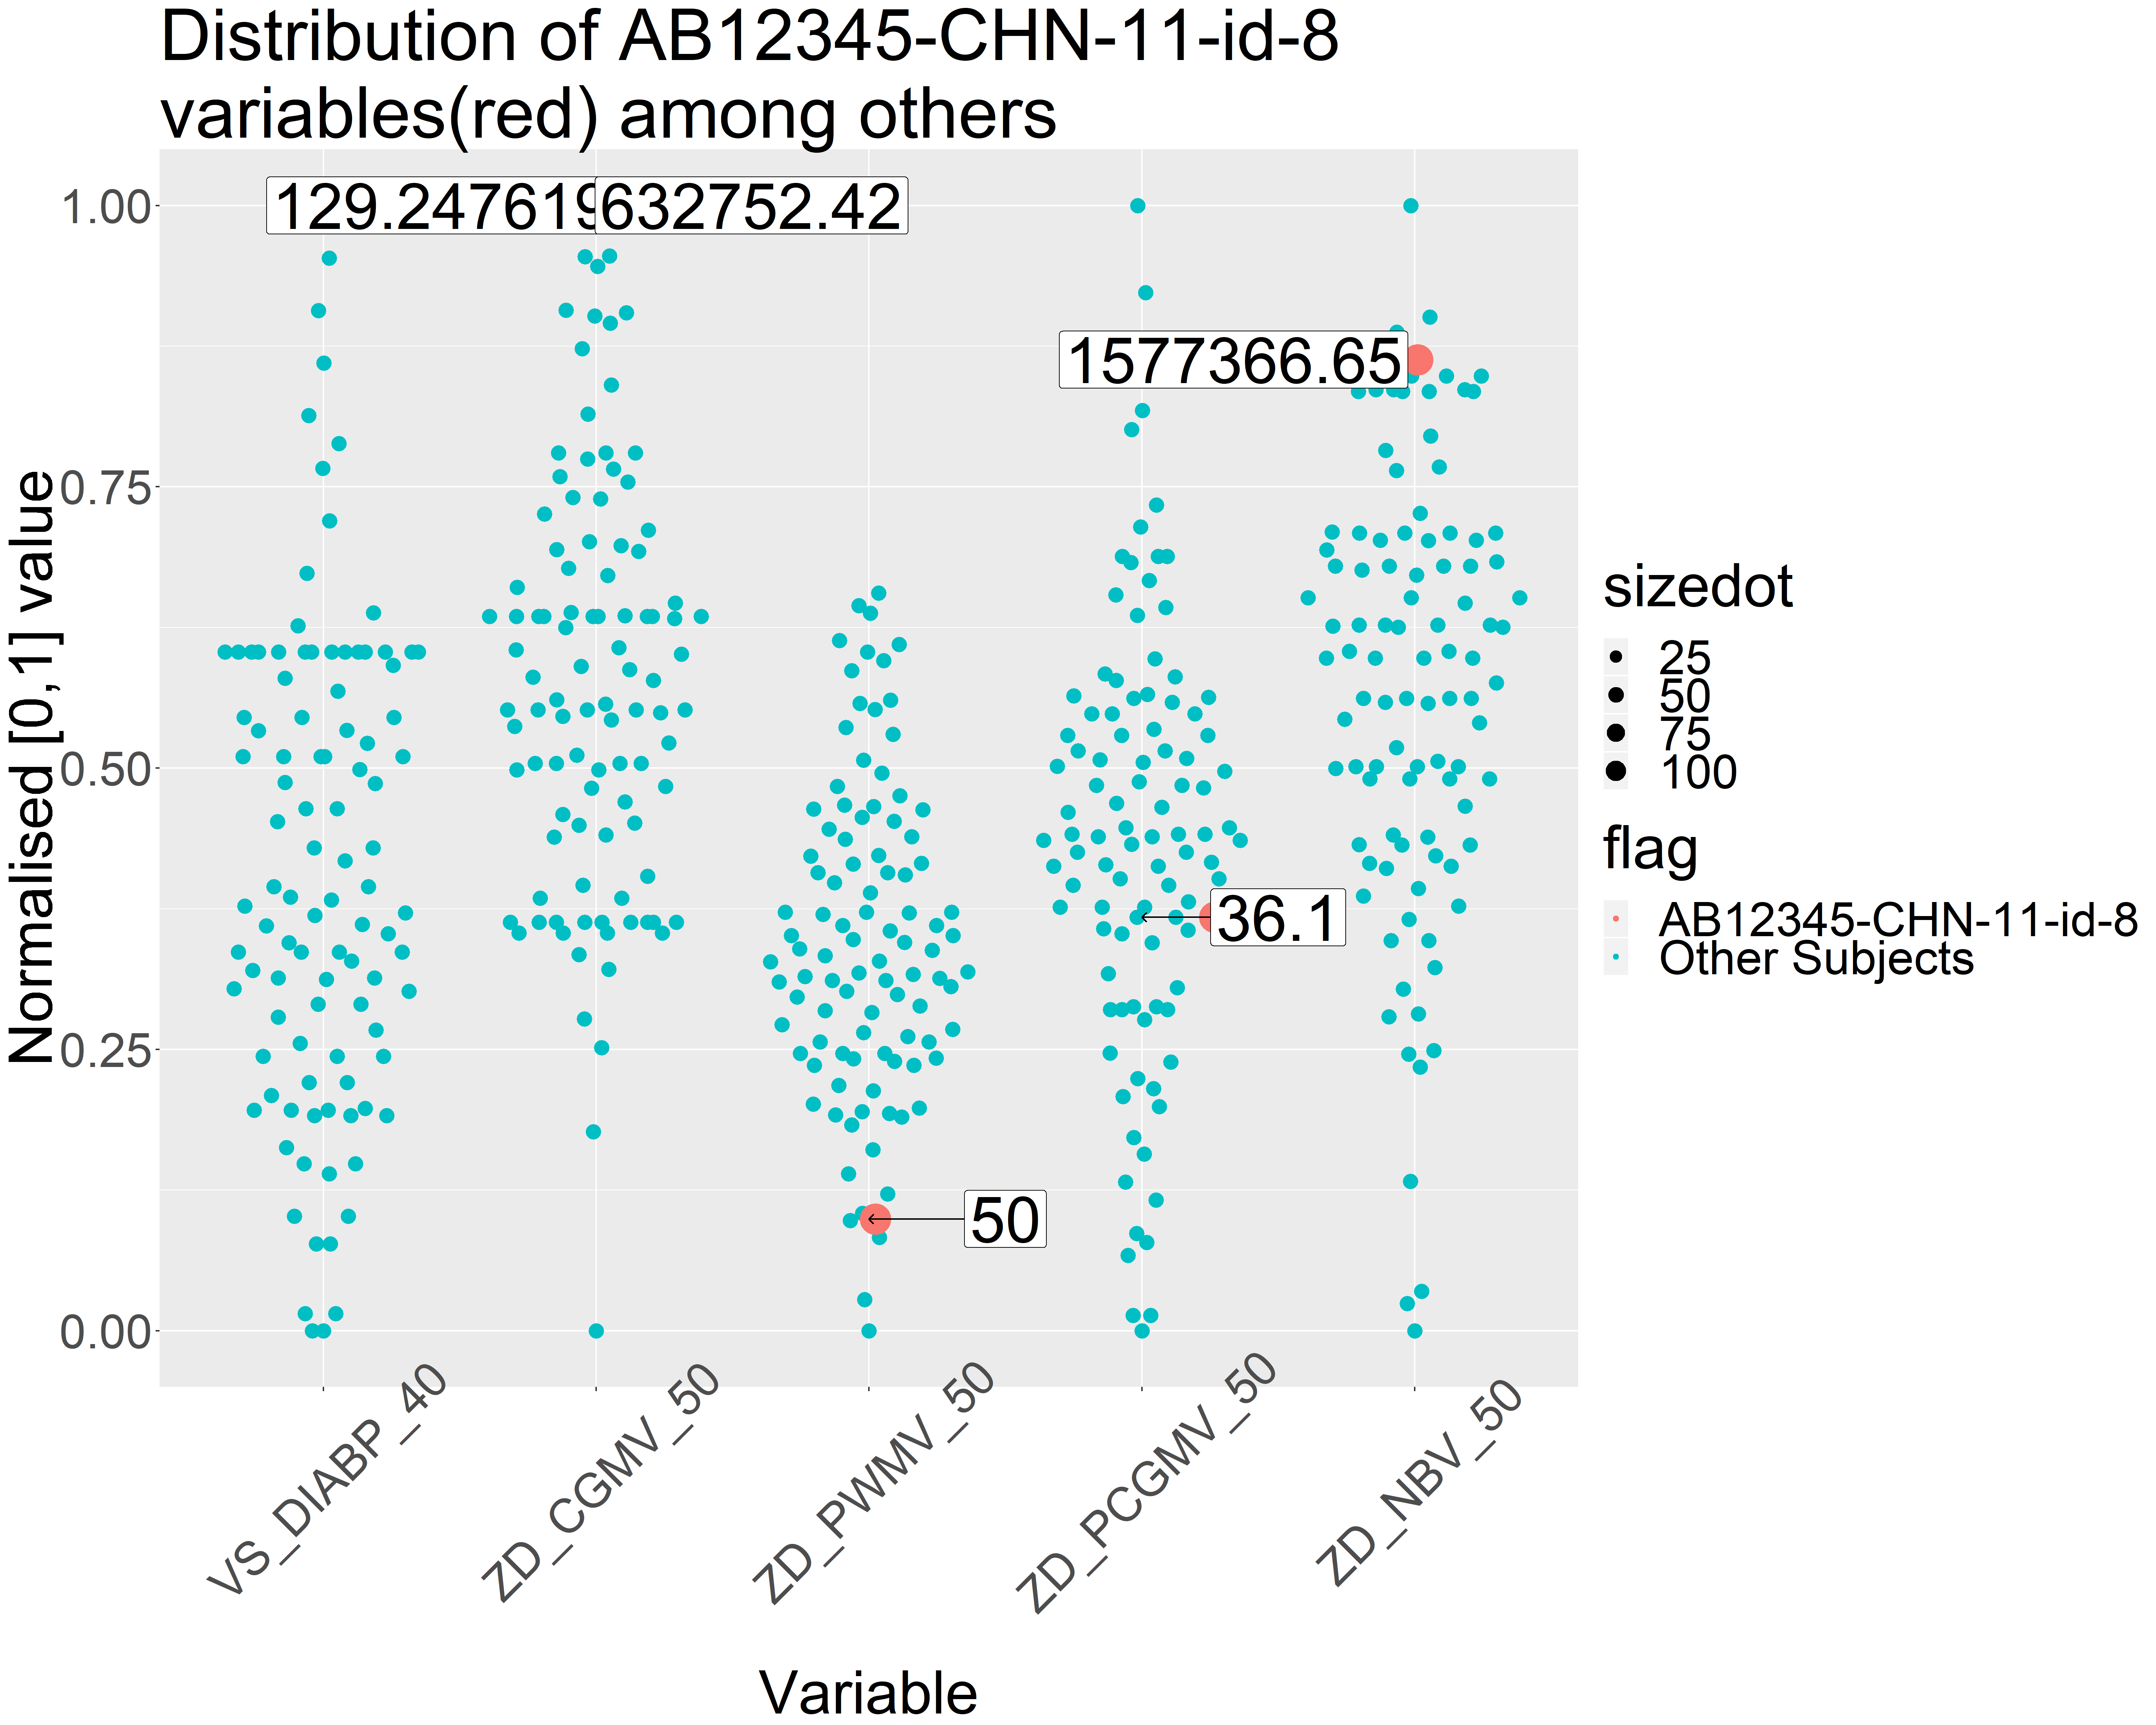 Distribution of AB12345-CHN-11-id-8
variables(red) among others
Normalised [0,1] value
1.00
0.75
0.50
0.25
0.00
129.247619
632752.42
1577366.65
36.1
50
VS_DIABP_40
ZD_CGMV_50
ZD_PWMV_50
ZD_PCGMV_50
ZD_NBV_50
Variable
sizedot
25
50
75
100
flag
AB12345-CHN-11-id-8
Other Subjects